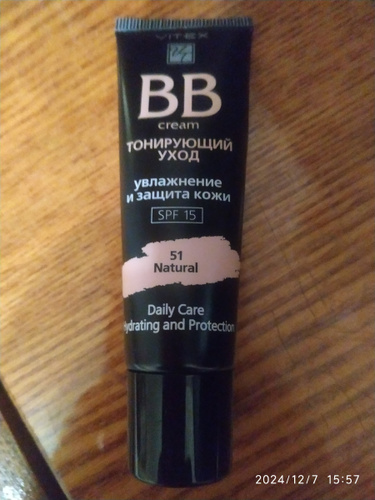 VITEX
BB
cream
ТОНИРУЮЩИЙ
УХОД
увлажнение
и защита кожи
SPF 15
51
Natural
Daily Care
Hydrating and Protection
2024/12/7 15:57